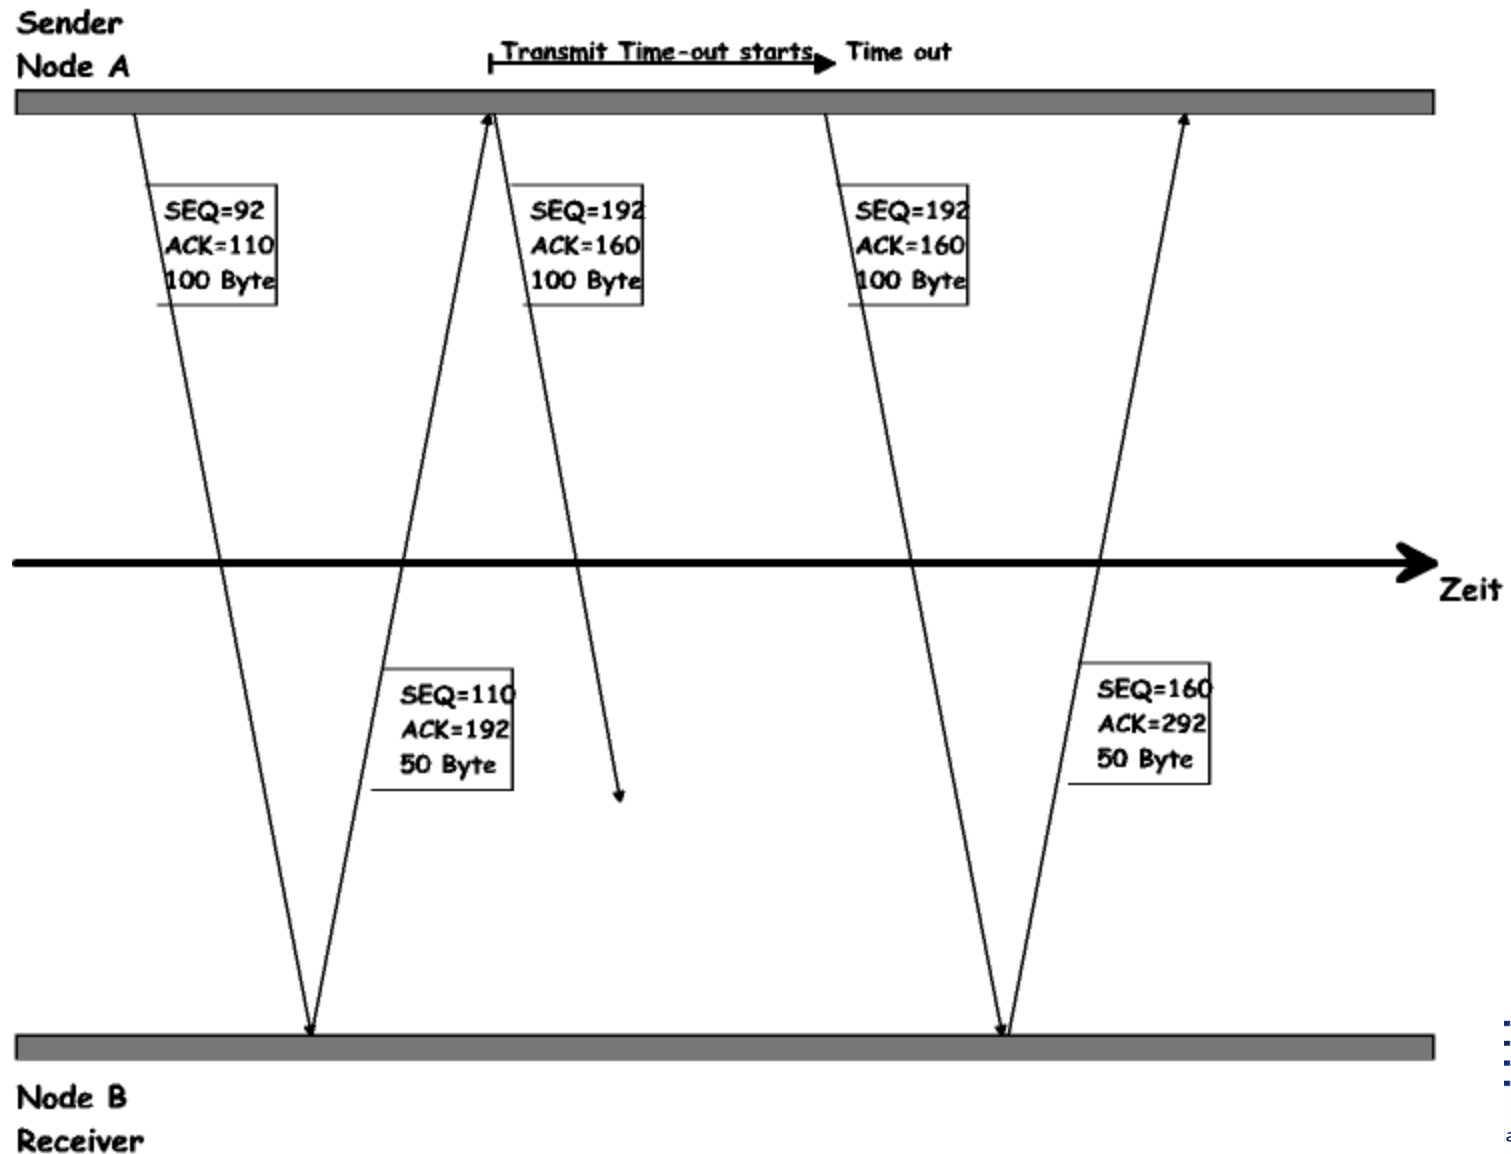 Sender
Node A
Transmit Time-out starts
Time out
SEQ=92
ACK=110
100 Byte
SEQ=192
ACK=160
100 Byte
SEQ=192
ACK=160
100 Byte
Zeit
SEQ=110
ACK=192
50 Byte
SEQ=160
ACK=292
50 Byte
Node B
Receiver